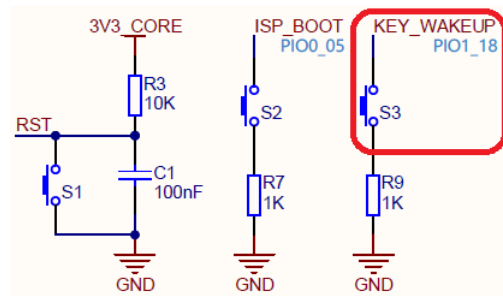 3V3_CORE
ISP_BOOT
KEY_WAKEUP
PIO0_05
PIO1_18
R3
10K
RST
S1
C1
100nF
S2
S3
R7
1K
R9
1K
GND
GND
GND